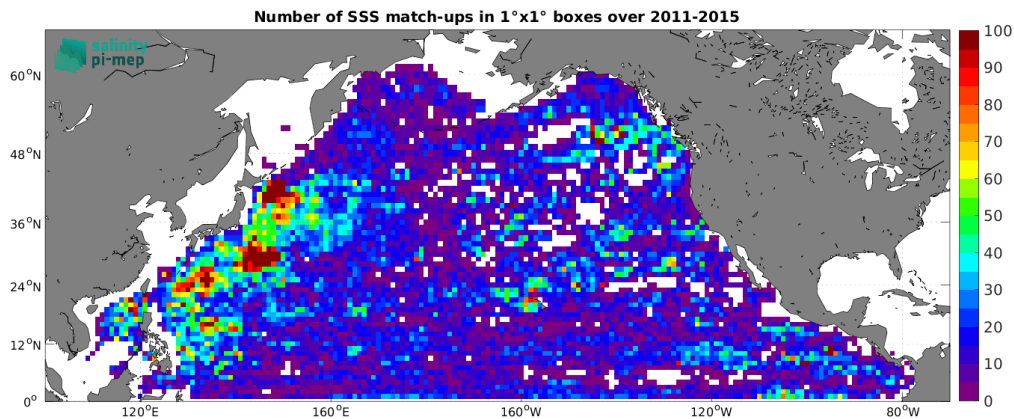 Number of SSS match-ups in 1°x1° boxes over 2011-2015
salinity
pi-mep
60°N
48°N
36°N
24°N
12°N
0°
120°E
160°E
160°W
120°W
80°W
100
90
80
70
60
50
40
30
20
10
0